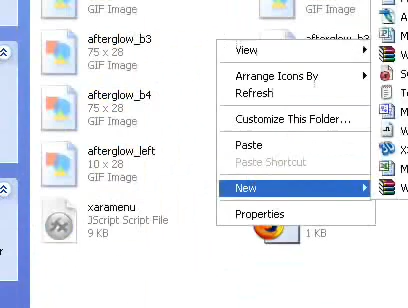 GIF Image
GIF Image
afterglow_b3
75 x 28
GIF Image
afterglow_b3
afterglow_b4
75 x 28
GIF Image
afterglow_left
10 x 28
GIF Image
xaramenu
JScript Script File
9 KB
1 KB
View
Arrange Icons By
Refresh
Customize This Folder...
Paste
Paste Shortcut
New
Properties